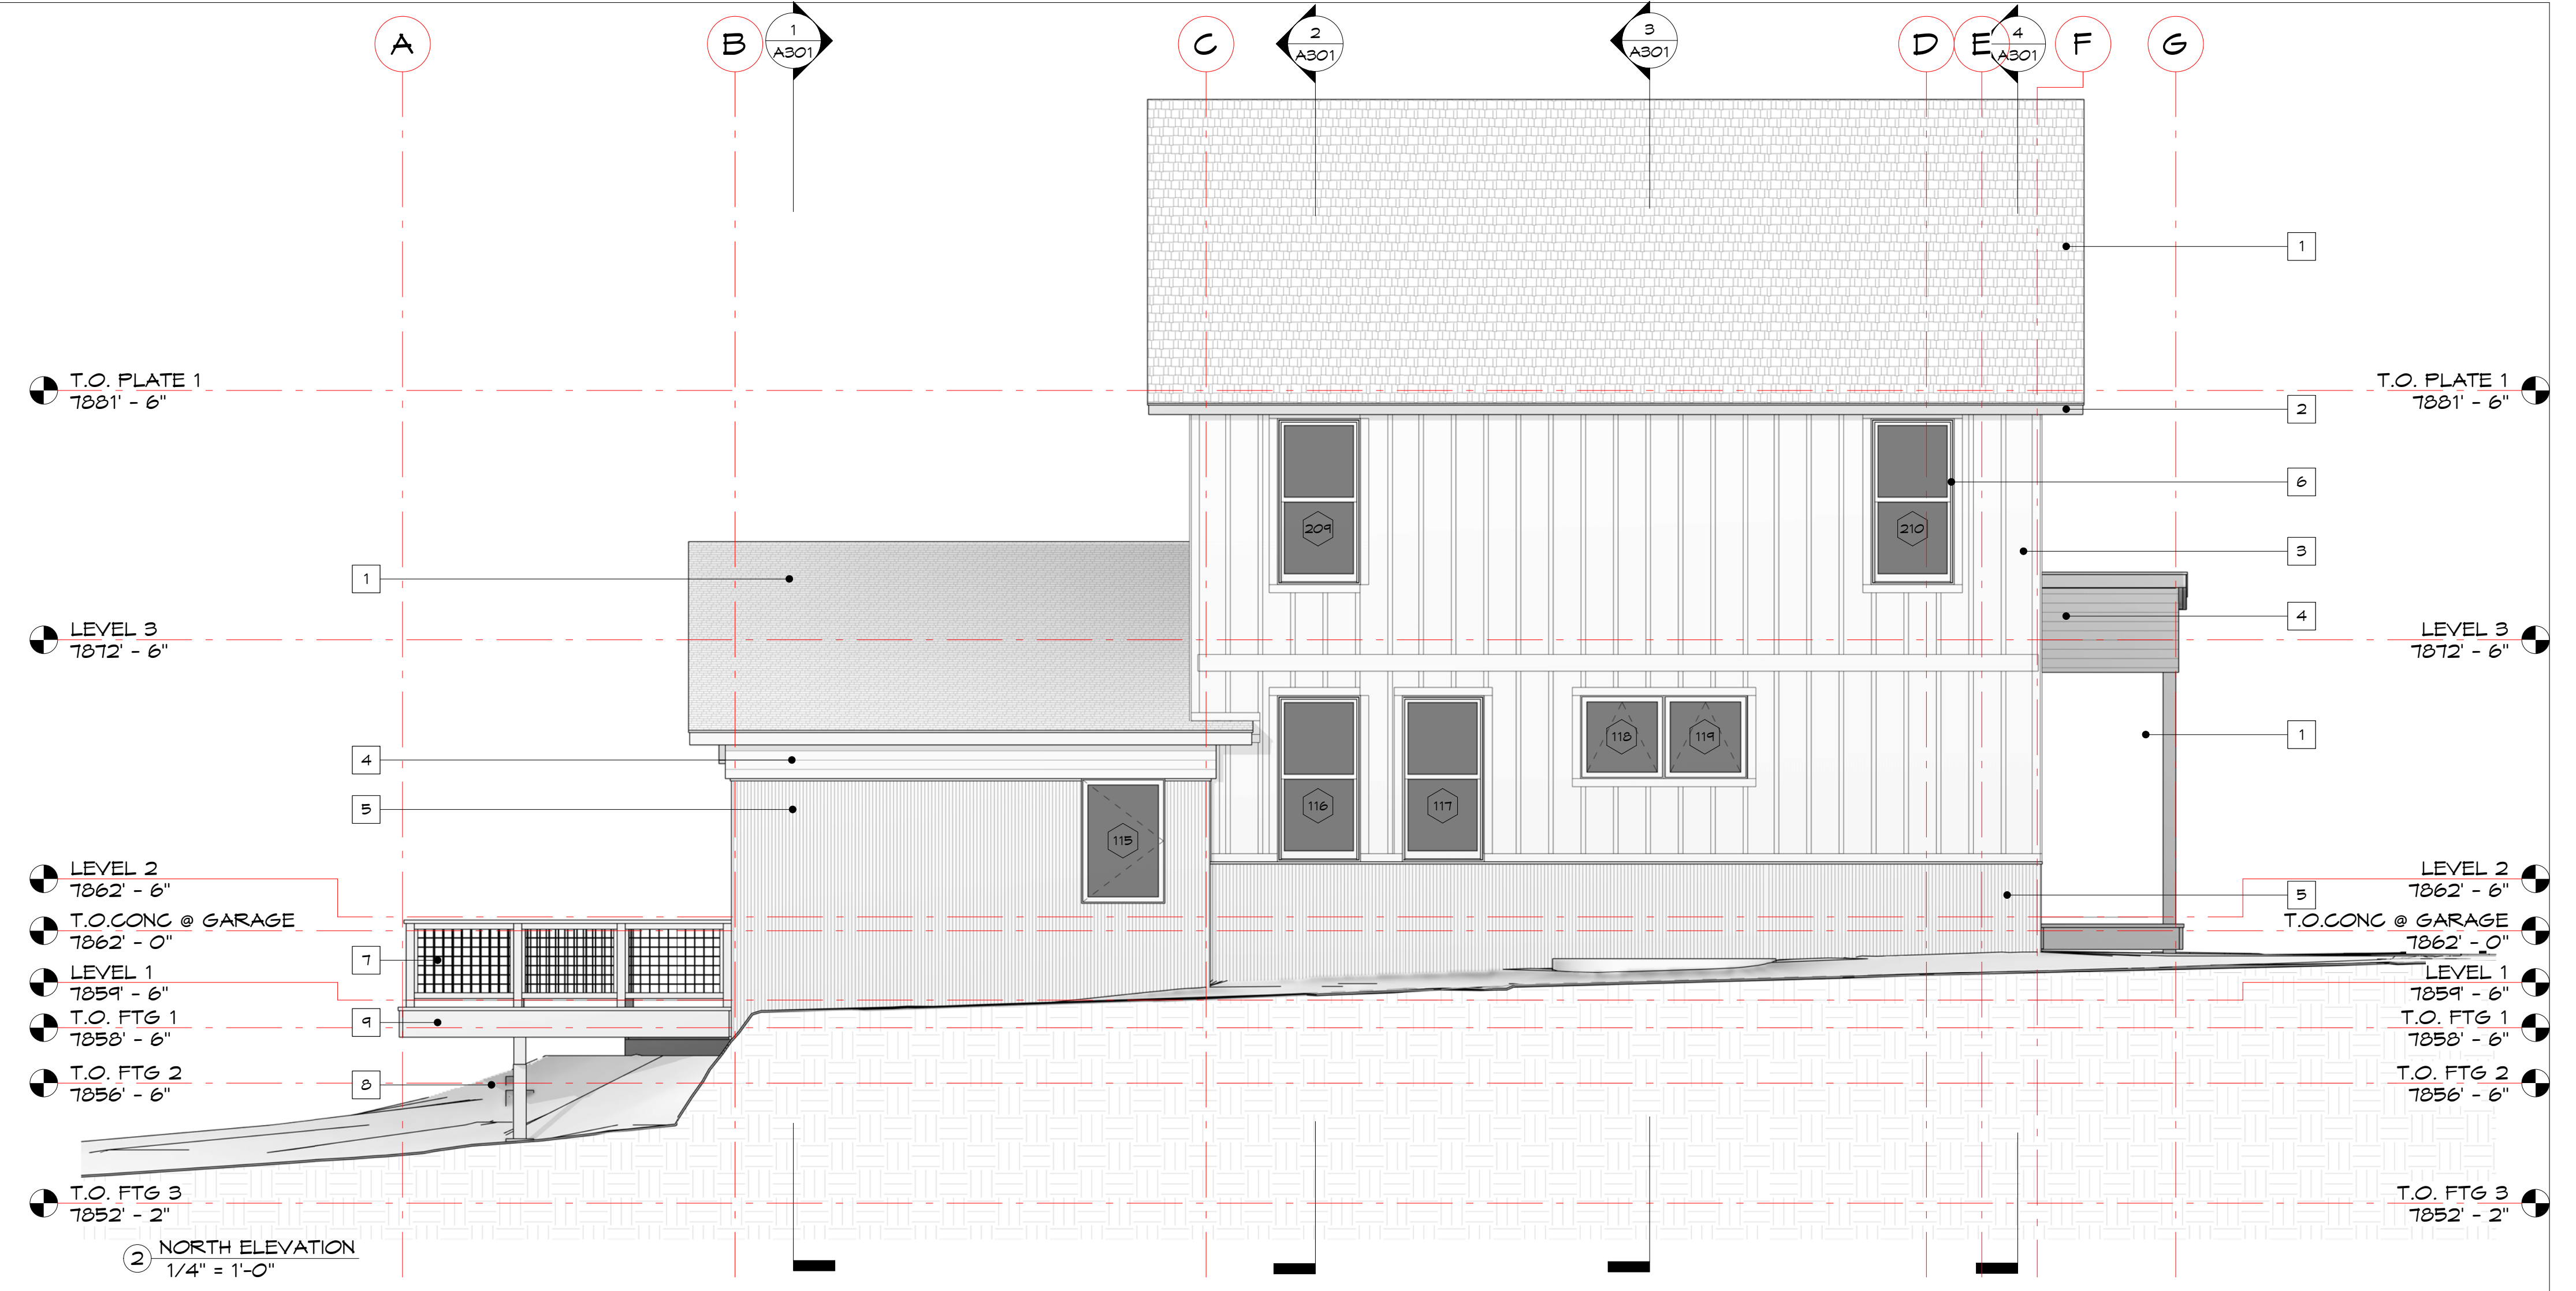 A
B
1
A301
C
2
A301
3
A301
D
E
4
A301
F
G
1
T.O. PLATE 1
7881' - 6"
T.O. PLATE 1
7881' - 6"
2
6
209
210
3
1
4
LEVEL 3
7872' - 6"
LEVEL 3
7872' - 6"
118
119
1
4
5
116
117
115
LEVEL 2
7862' - 6"
LEVEL 2
7862' - 6"
5
T.O.CONC @ GARAGE
7862' - 0"
T.O.CONC @ GARAGE
7862' - 0"
7
LEVEL 1
7859' - 6"
LEVEL 1
7859' - 6"
9
T.O. FTG 1
7858' - 6"
T.O. FTG 1
7858' - 6"
8
T.O. FTG 2
7856' - 6"
T.O. FTG 2
7856' - 6"
T.O. FTG 3
7852' - 2"
T.O. FTG 3
7852' - 2"
2
NORTH ELEVATION
1/4" = 1'-0"